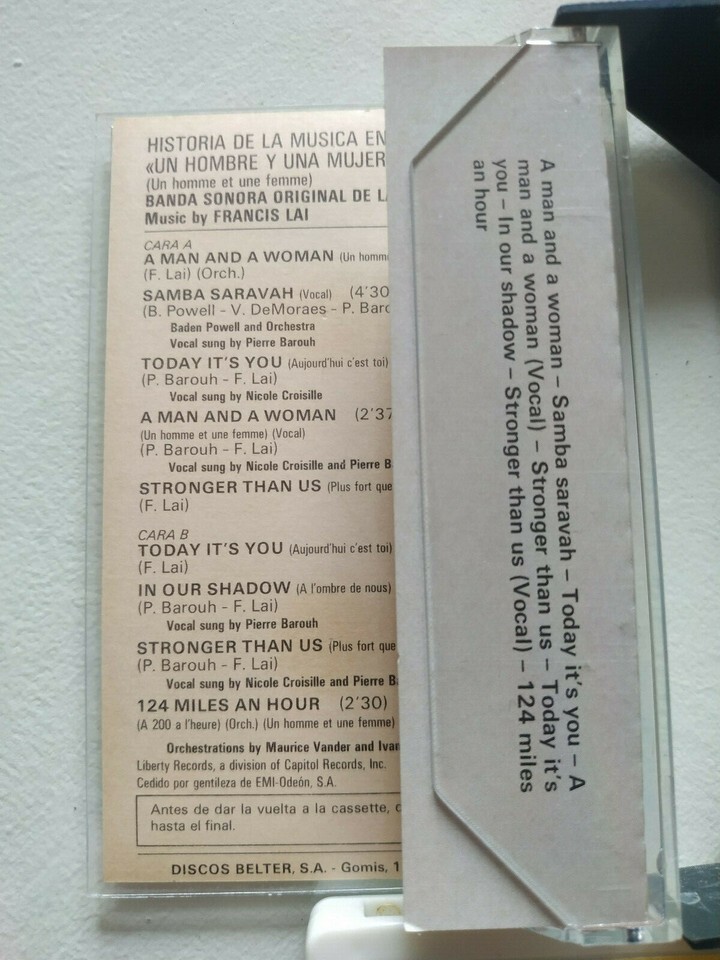 HISTORIA DE LA MUSICA EN
«UN HOMBRE Y UNA MUJER
(Un homme et une femme)
BANDA SONORA ORIGINAL DE
Music by FRANCIS LAI
CARA A
A MAN AND A WOMAN (Un
(F. Lai) (Orch.)
SAMBA SARAVAH (Vocal) (4'30
(B. Powell - V. DeMoraes - P.
Baden Powell and Orchestra
Vocal sung by Pierre Barouh
TODAY IT'S YOU (Aujourd'hui c'est toi)
(P. Barouh - F. Lai)
Vocal sung by Nicole Croisille
A MAN AND A WOMAN (2'37
(Un homme et une femme) (Vocal)
(P. Barouh - F. Lai)
Vocal sung by Nicole Croisille and Pierre B
STRONGER THAN US (Plus fort que
(F. Lai)
CARA B
TODAY IT'S YOU (Aujourd'hui c'est toi)
(F. Lai)
IN OUR SHADOW (A l'ombre de nous)
(P. Barouh - F. Lai)
Vocal sung by Pierre Barouh
STRONGER THAN US (Plus fort que
(P. Barouh - F. Lai)
Vocal sung by Nicole Croisille and Pierre B
124 MILES AN HOUR (2'30)
(A 200 a l'heure) (Orch.) (Un homme et une femme)
Orchestrations by Maurice Vander and Ivan
Liberty Records, a division of Capitol Records, Inc.
Cedido por gentileza de EMI-Odeón, S.A.
Antes de dar la vuelta a la cassette,
hasta el final.
DISCOS BELTER, S.A. - Gomis, 1
A man and a woman – Samba saravah – Today it's you – A
man and a woman (Vocal) – Stronger than us – Today it's
you – In our shadow – Stronger than us (Vocal) – 124 miles
an hour